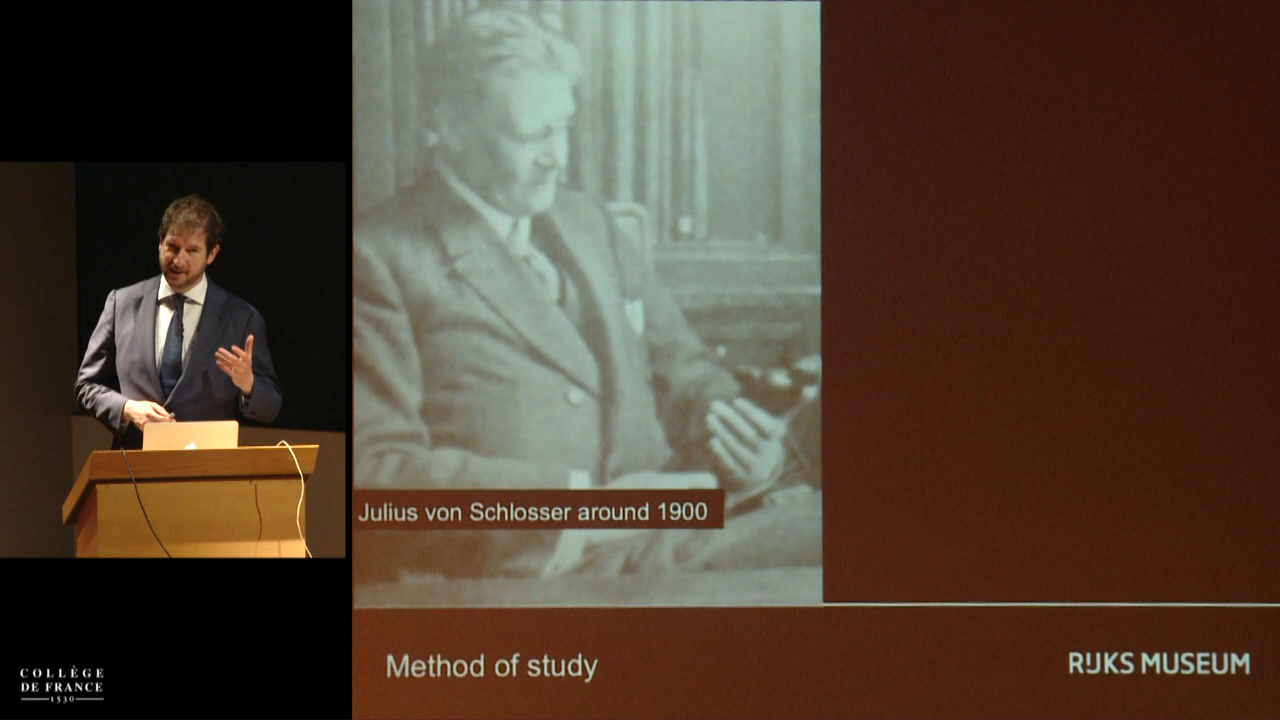 Julius von Schlosser around 1900
Method of study
RIJKS MUSEUM
COLLÈGE
DE FRANCE
1530